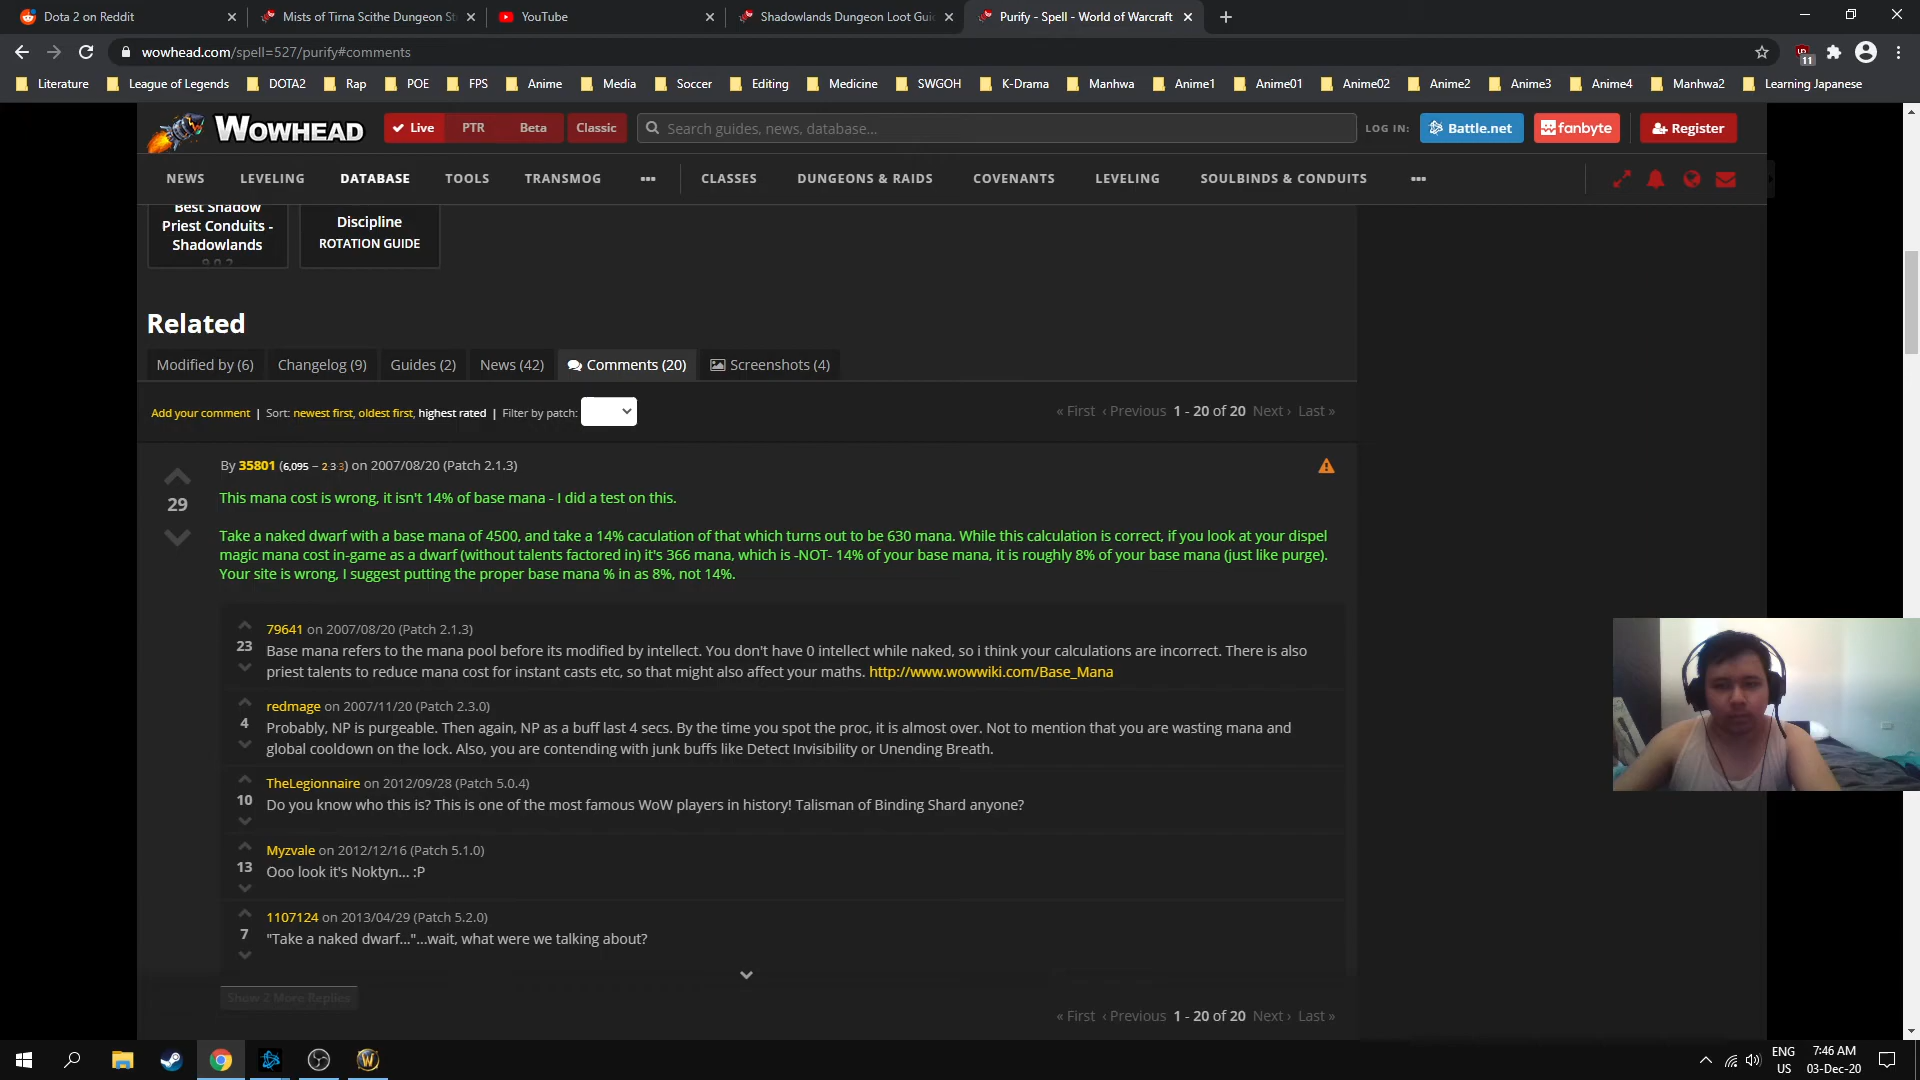 Dota 2 on Reddit
Mists of Tirna Scithe Dungeon St
YouTube
Shadowlands Dungeon Loot Gui
Purify - Spell - World of Warcraft
wowhead.com/spell=527/purify#comments
11
Literature
League of Legends
DOTA2
Rap
POE
FPS
Anime
Media
Soccer
Editing
Medicine
SWGOH
K-Drama
Manhwa
Anime1
Anime01
Anime02
Anime2
Anime3
Anime4
Manhwa2
Learning Japanese
WOWHEAD
Live
PTR
Beta
Classic
Search guides, news, database...
LOG IN:
Battle.net
fanbyte
Register
NEWS
LEVELING
DATABASE
TOOLS
TRANSMOG
CLASSES
DUNGEONS & RAIDS
COVENANTS
LEVELING
SOULBINDS & CONDUITS
Best Shadow
Priest Conduits -
Shadowlands
9.0.2
Discipline
ROTATION GUIDE
Related
Modified by (6)
Changelog (9)
Guides (2)
News (42)
Comments (20)
Screenshots (4)
Add your comment | Sort: newest first, oldest first, highest rated | Filter by patch:
« First ‹ Previous 1 - 20 of 20 Next › Last »
By 35801 (6,095 – 2 3 3) on 2007/08/20 (Patch 2.1.3)
29
This mana cost is wrong, it isn't 14% of base mana - I did a test on this.
Take a naked dwarf with a base mana of 4500, and take a 14% caculation of that which turns out to be 630 mana. While this calculation is correct, if you look at your dispel
magic mana cost in-game as a dwarf (without talents factored in) it's 366 mana, which is -NOT- 14% of your base mana, it is roughly 8% of your base mana (just like purge).
Your site is wrong, I suggest putting the proper base mana % in as 8%, not 14%.
79641 on 2007/08/20 (Patch 2.1.3)
23
Base mana refers to the mana pool before its modified by intellect. You don't have 0 intellect while naked, so i think your calculations are incorrect. There is also
priest talents to reduce mana cost for instant casts etc, so that might also affect your maths. http://www.wowwiki.com/Base_Mana
redmage on 2007/11/20 (Patch 2.3.0)
4
Probably, NP is purgeable. Then again, NP as a buff last 4 secs. By the time you spot the proc, it is almost over. Not to mention that you are wasting mana and
global cooldown on the lock. Also, you are contending with junk buffs like Detect Invisibility or Unending Breath.
TheLegionnaire on 2012/09/28 (Patch 5.0.4)
10
Do you know who this is? This is one of the most famous WoW players in history! Talisman of Binding Shard anyone?
Myzvale on 2012/12/16 (Patch 5.1.0)
13
Ooo look it's Noktyn... :P
1107124 on 2013/04/29 (Patch 5.2.0)
7
"Take a naked dwarf..."...wait, what were we talking about?
Show 2 More Replies
« First ‹ Previous 1 - 20 of 20 Next › Last »
ENG
US
7:46 AM
03-Dec-20